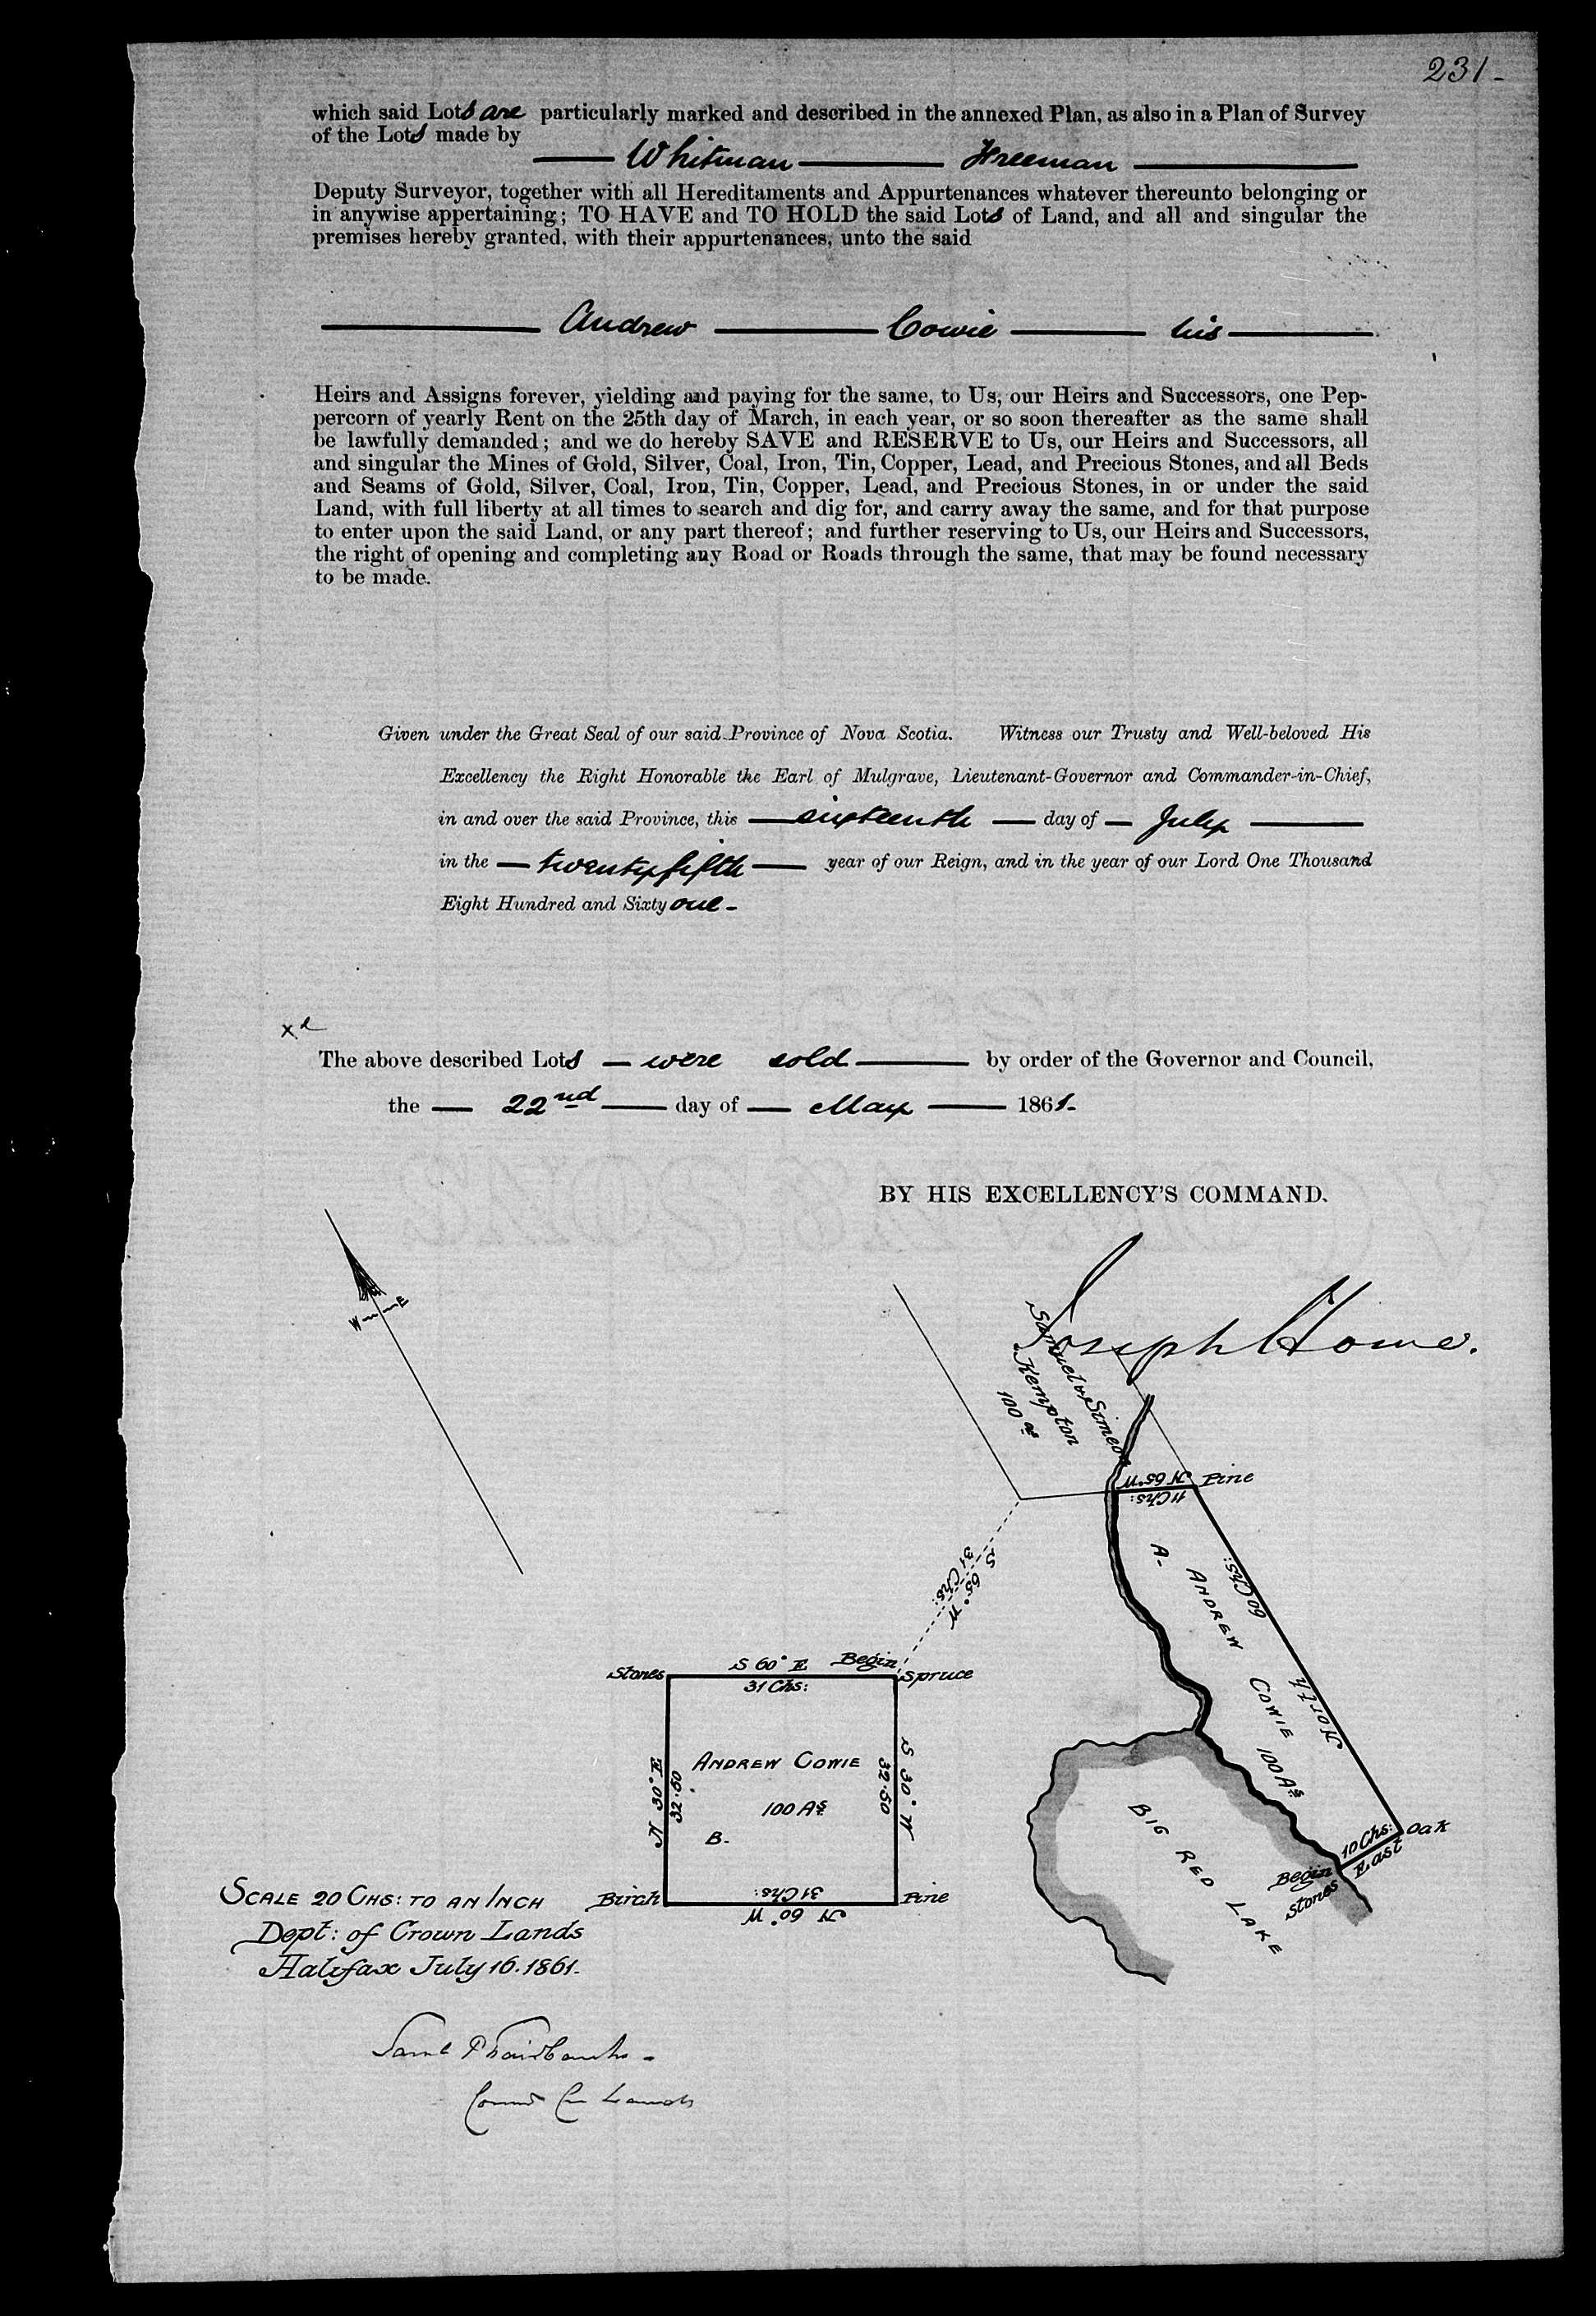 231-
which said Lots are particularly marked and described in the annexed Plan, as also in a Plan of Survey
of the Lots made by
Whitman Freeman
Deputy Surveyor, together with all Hereditaments and Appurtenances whatever thereunto belonging or
in anywise appertaining; TO HAVE and TO HOLD the said Lots of Land, and all and singular the
premises hereby granted, with their appurtenances, unto the said
Andrew Cowie his
Heirs and Assigns forever, yielding and paying for the same, to Us, our Heirs and Successors, one Pep-
percorn of yearly Rent on the 25th day of March, in each year, or so soon thereafter as the same shall
be lawfully demanded; and we do hereby SAVE and RESERVE to Us, our Heirs and Successors, all
and singular the Mines of Gold, Silver, Coal, Iron, Tin, Copper, Lead, and Precious Stones, and all Beds
and Seams of Gold, Silver, Coal, Iron, Tin, Copper, Lead, and Precious Stones, in or under the said
Land, with full liberty at all times to search and dig for, and carry away the same, and for that purpose
to enter upon the said Land, or any part thereof; and further reserving to Us, our Heirs and Successors,
the right of opening and completing any Road or Roads through the same, that may be found necessary
to be made.
Given under the Great Seal of our said Province of Nova Scotia. Witness our Trusty and Well-beloved His
Excellency the Right Honorable the Earl of Mulgrave, Lieutenant-Governor and Commander-in-Chief,
in and over the said Province, this sixteenth day of July
in the twenty fifth year of our Reign, and in the year of our Lord One Thousand
Eight Hundred and Sixty one-
xd
The above described Lots were sold by order of the Governor and Council,
the 22nd day of May 1861-
BY HIS EXCELLENCY'S COMMAND.
Joseph Howe.
W E
Samuel & Simeon
Kempton
100 as
N 65° W
11 Chs:
Pine
S 65° W
31 Chs:
A-
ANDREW COWIE 100 As
60 Chs:
North
Oak
10 Chs:
East
Begin
Stones
BIG RED LAKE
Stones
S 60° E
31 Chs:
Begin
Spruce
N 30° E
32.50
ANDREW COWIE
100 As
B-
S 30° W
32.50
Birch
31 Chs:
N 60° W
Pine
SCALE 20 CHS: TO AN INCH
Dept: of Crown Lands
Halifax July 16. 1861-
Saml P Fairbanks-
Comr Cn Lands